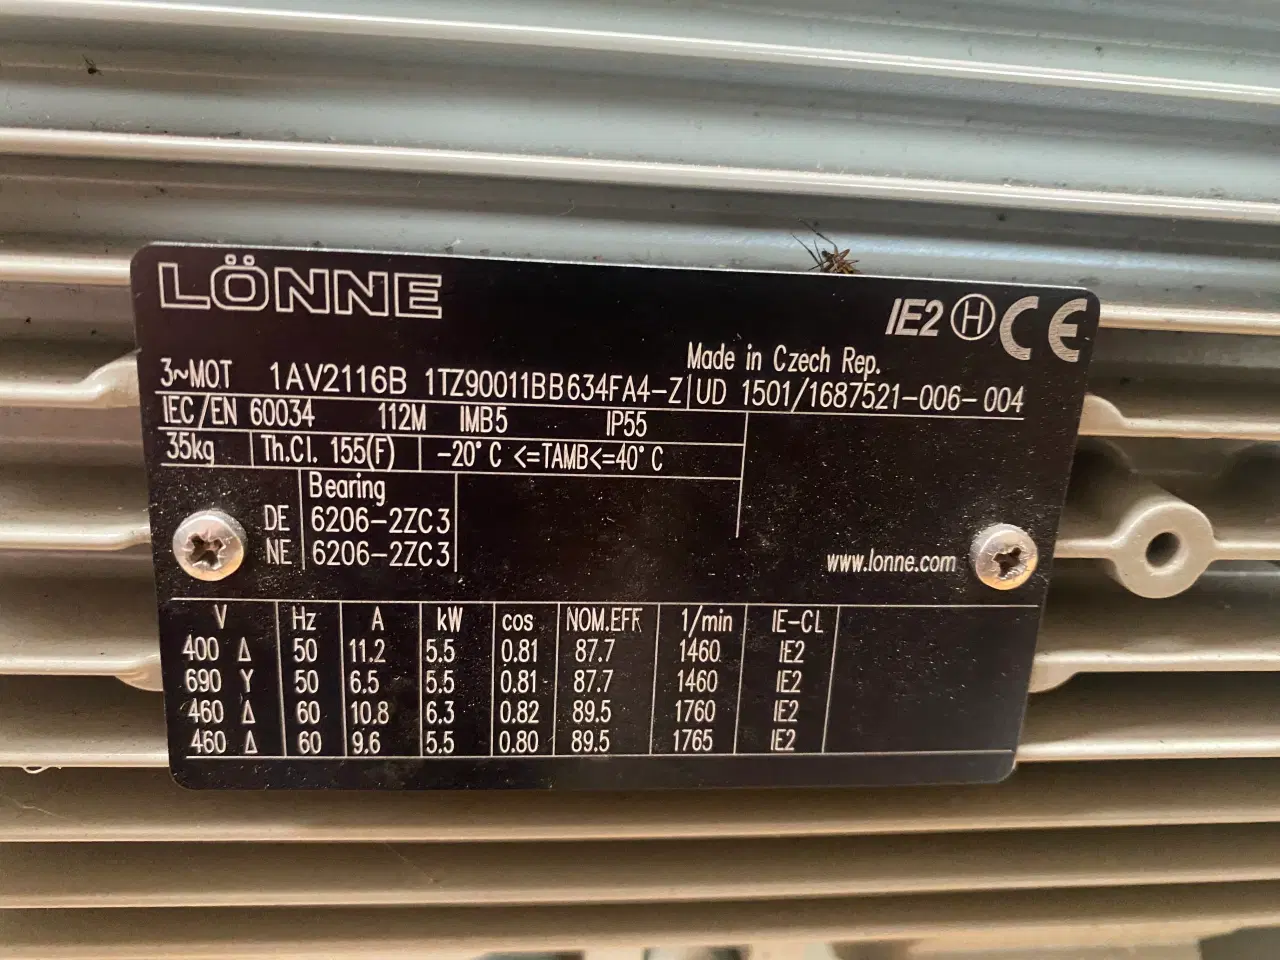 LÖNNE
IE2 H CE
Made in Czech Rep.
3~MOT 1AV2116B 1TZ90011BB634FA4-Z UD 1501/1687521-006-004
IEC/EN 60034 112M IMB5 IP55
35kg Th.Cl. 155(F) -20°C <=TAMB<=40°C
Bearing
DE 6206-2ZC3
NE 6206-2ZC3
www.lonne.com
V Hz A kW cos NOM.EFF 1/min IE-CL
400 Δ 50 11.2 5.5 0.81 87.7 1460 IE2
690 Y 50 6.5 5.5 0.81 87.7 1460 IE2
460 Δ 60 10.8 6.3 0.82 89.5 1760 IE2
460 Δ 60 9.6 5.5 0.80 89.5 1765 IE2